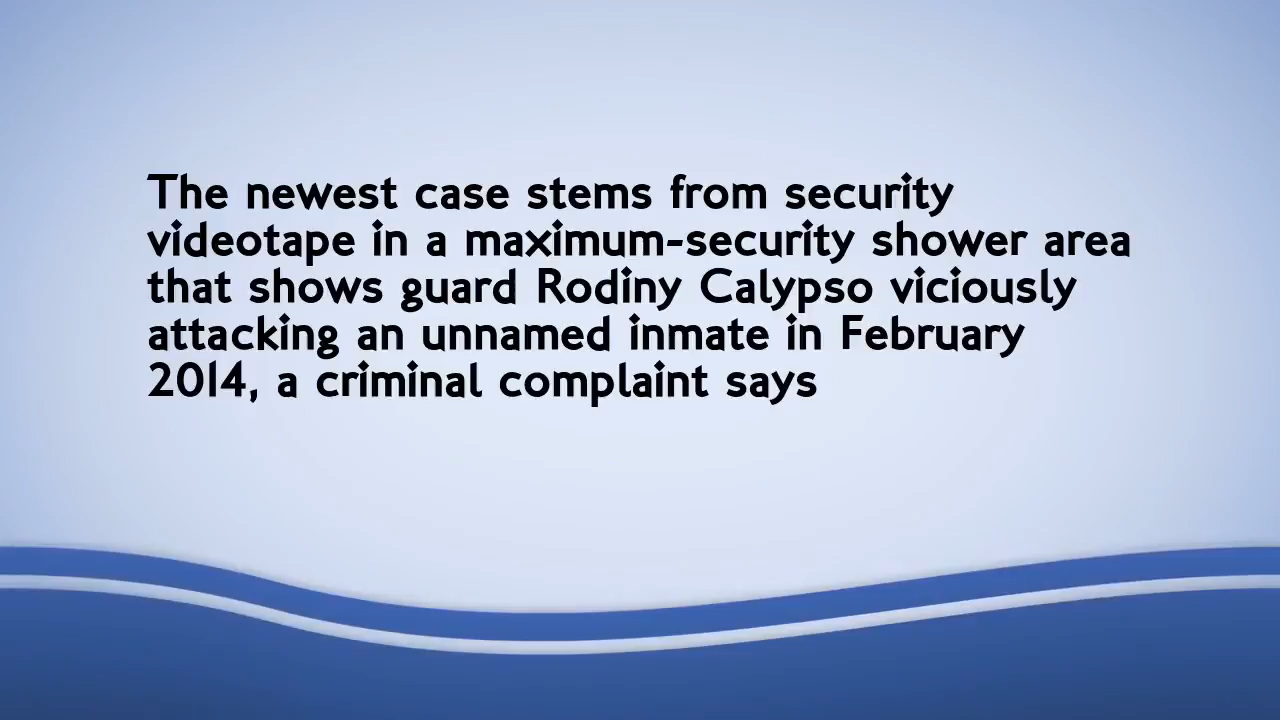 The newest case stems from security
videotape in a maximum-security shower area
that shows guard Rodiny Calypso viciously
attacking an unnamed inmate in February
2014, a criminal complaint says